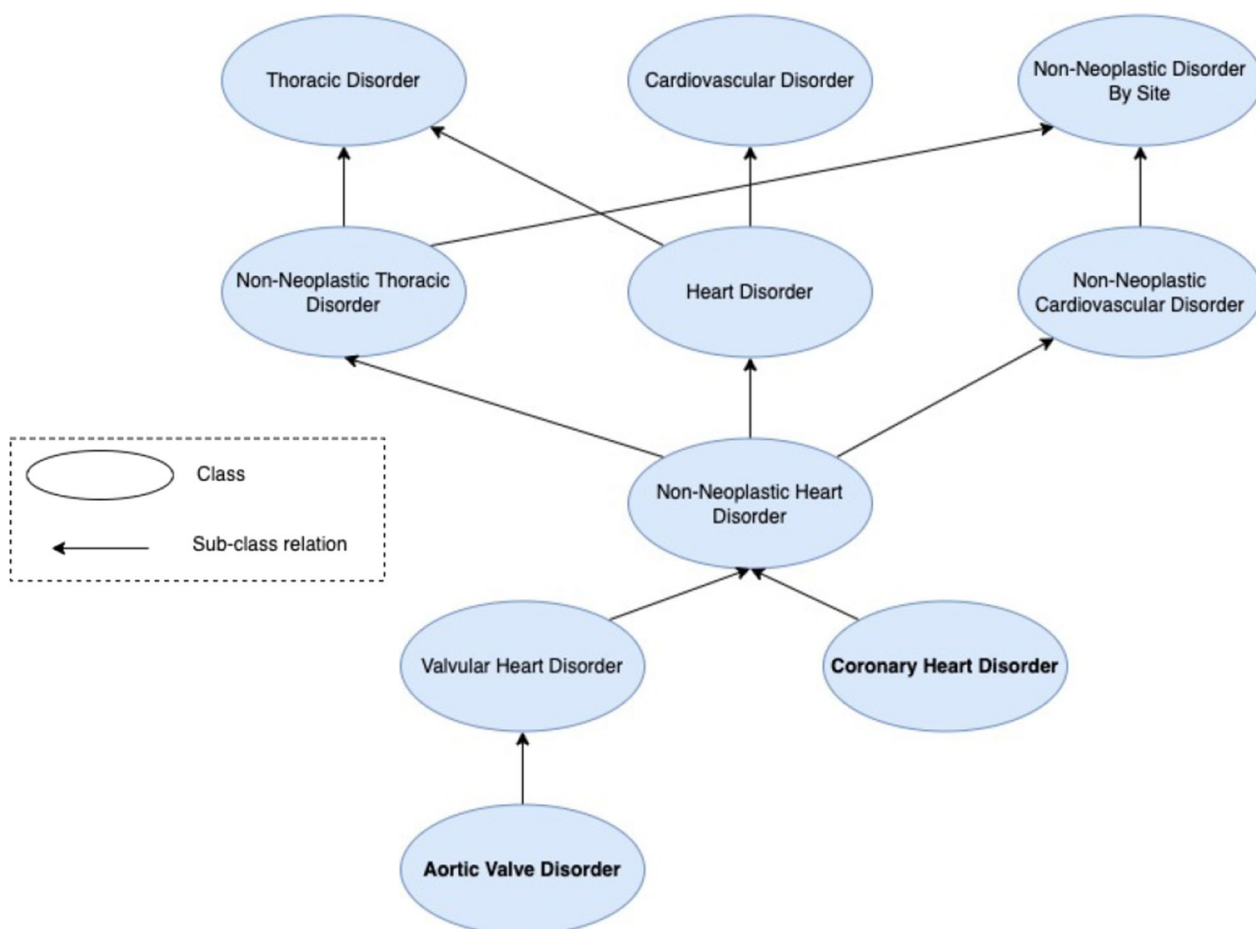 Thoracic Disorder
Cardiovascular Disorder
Non-Neoplastic Disorder
By Site
Non-Neoplastic Thoracic
Disorder
Heart Disorder
Non-Neoplastic
Cardiovascular Disorder
Class
Sub-class relation
Non-Neoplastic Heart
Disorder
Valvular Heart Disorder
Coronary Heart Disorder
Aortic Valve Disorder